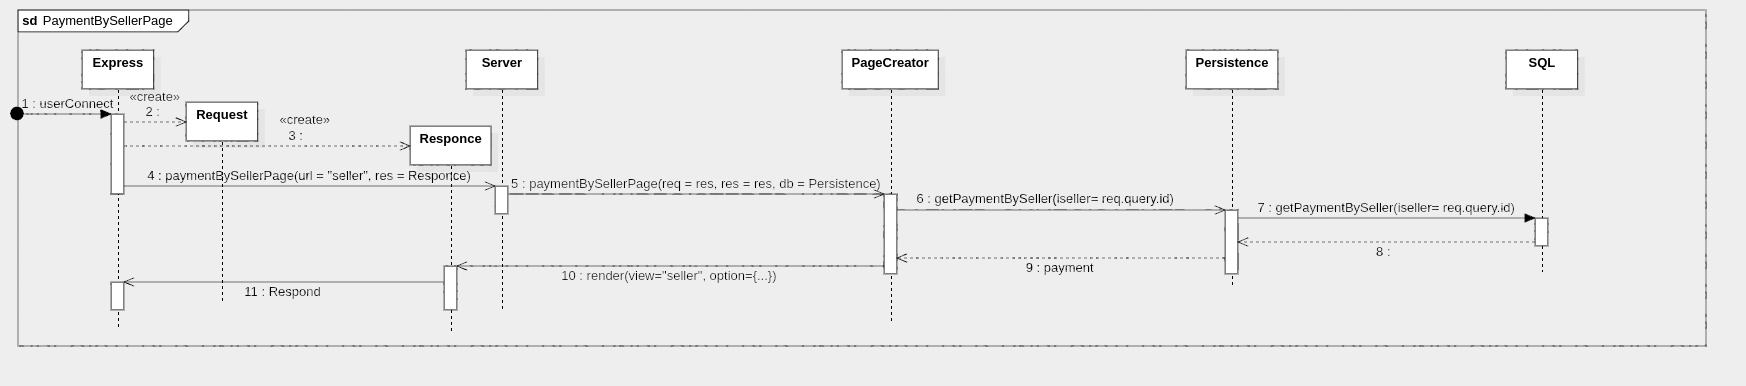 sd PaymentBySellerPage
Express
Server
PageCreator
Persistence
SQL
1 : userConnect
«create»
2 :
Request
«create»
3 :
Responce
4 : paymentBySellerPage(url = "seller", res = Responce)
5 : paymentBySellerPage(req = res, res = res, db = Persistence)
6 : getPaymentBySeller(iseller= req.query.id)
7 : getPaymentBySeller(iseller= req.query.id)
8 :
9 : payment
10 : render(view="seller", option={...})
11 : Respond